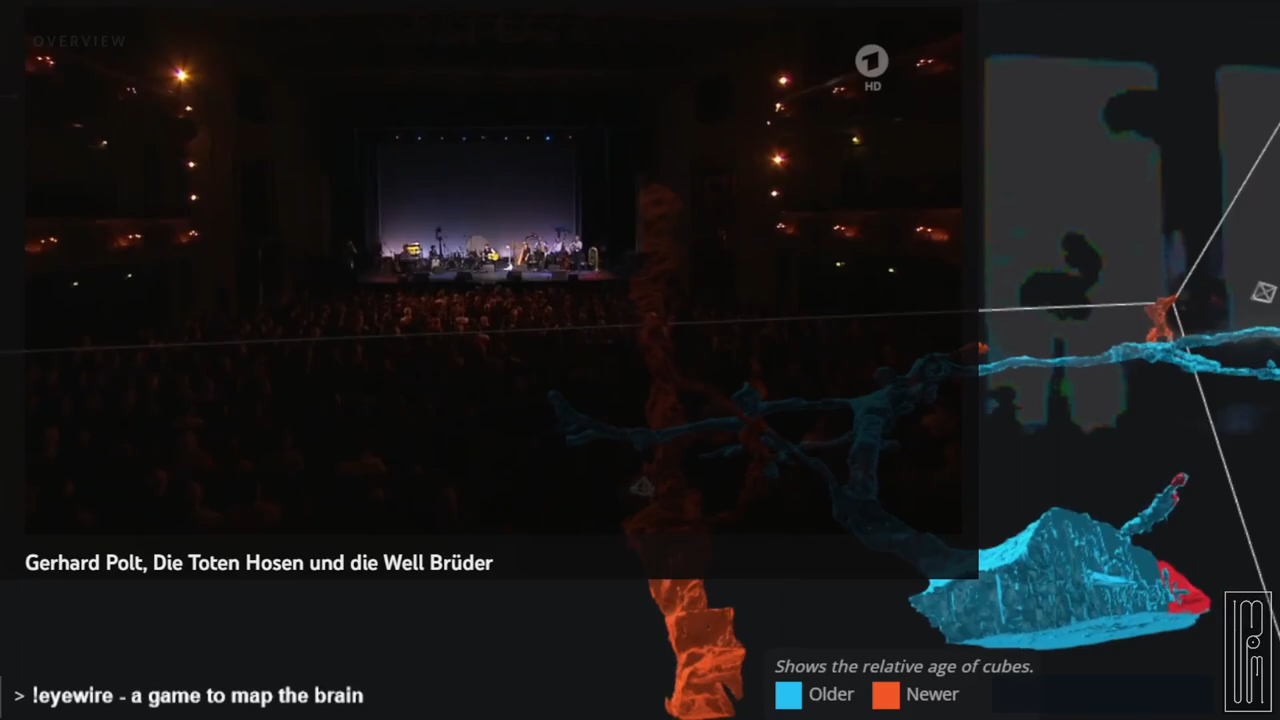 OVERVIEW
1
HD
Gerhard Polt, Die Toten Hosen und die Well Brüder
Shows the relative age of cubes.
Older
Newer
> !eyewire - a game to map the brain